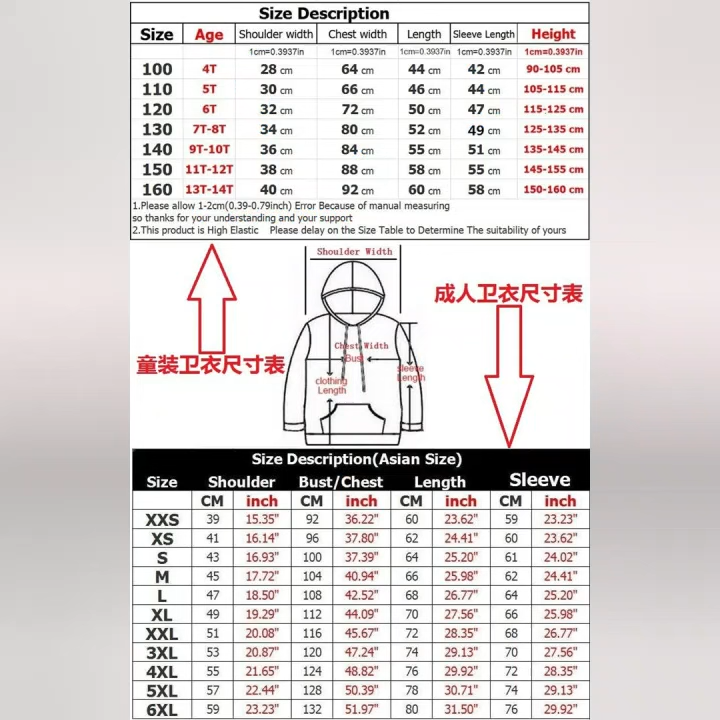 Size Description
Size Age Shoulder width Chest width Length Sleeve Length Height
1cm=0.3937in 1cm=0.3937in 1cm=0.3937in 1cm=0.3937in 1cm=0.3937in
100 4T 28 cm 64 cm 44 cm 42 cm 90-105 cm
110 5T 30 cm 66 cm 46 cm 44 cm 105-115 cm
120 6T 32 cm 72 cm 50 cm 47 cm 115-125 cm
130 7T-8T 34 cm 80 cm 52 cm 49 cm 125-135 cm
140 9T-10T 36 cm 84 cm 55 cm 51 cm 135-145 cm
150 11T-12T 38 cm 88 cm 58 cm 55 cm 145-155 cm
160 13T-14T 40 cm 92 cm 60 cm 58 cm 150-160 cm
1.Please allow 1-2cm(0.39-0.79inch) Error Because of manual measuring
so thanks for your understanding and your support
2.This product is High Elastic Please delay on the Size Table to Determine The suitability of yours
Shoulder Width
成人卫衣尺寸表
童装卫衣尺寸表
Chest Width
Bust
clothing
Length
sleeve
Length
Size Description(Asian Size)
Size Shoulder Bust/Chest Length Sleeve
CM inch CM inch CM inch CM inch
XXS 39 15.35" 92 36.22" 60 23.62" 59 23.23"
XS 41 16.14" 96 37.80" 62 24.41" 60 23.62"
S 43 16.93" 100 37.39" 64 25.20" 61 24.02"
M 45 17.72" 104 40.94" 66 25.98" 62 24.41"
L 47 18.50" 108 42.52" 68 26.77" 64 25.20"
XL 49 19.29" 112 44.09" 70 27.56" 66 25.98"
XXL 51 20.08" 116 45.67" 72 28.35" 68 26.77"
3XL 53 20.87" 120 47.24" 74 29.13" 70 27.56"
4XL 55 21.65" 124 48.82" 76 29.92" 72 28.35"
5XL 57 22.44" 128 50.39" 78 30.71" 74 29.13"
6XL 59 23.23" 132 51.97" 80 31.50" 76 29.92"